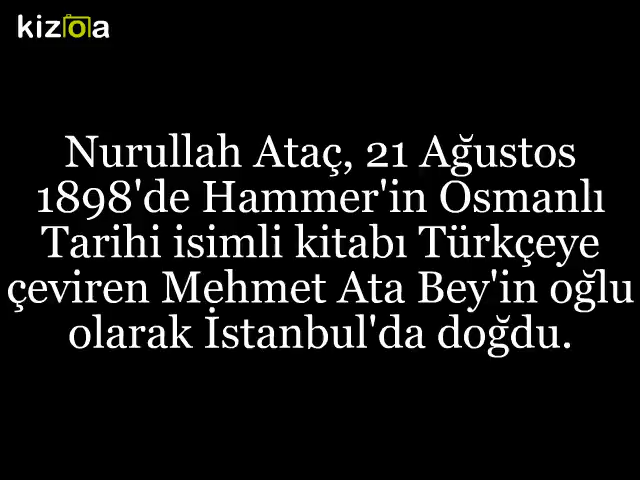 kizoa
Nurullah Ataç, 21 Ağustos
1898'de Hammer'in Osmanlı
Tarihi isimli kitabı Türkçeye
çeviren Mehmet Ata Bey'in oğlu
olarak İstanbul'da doğdu.